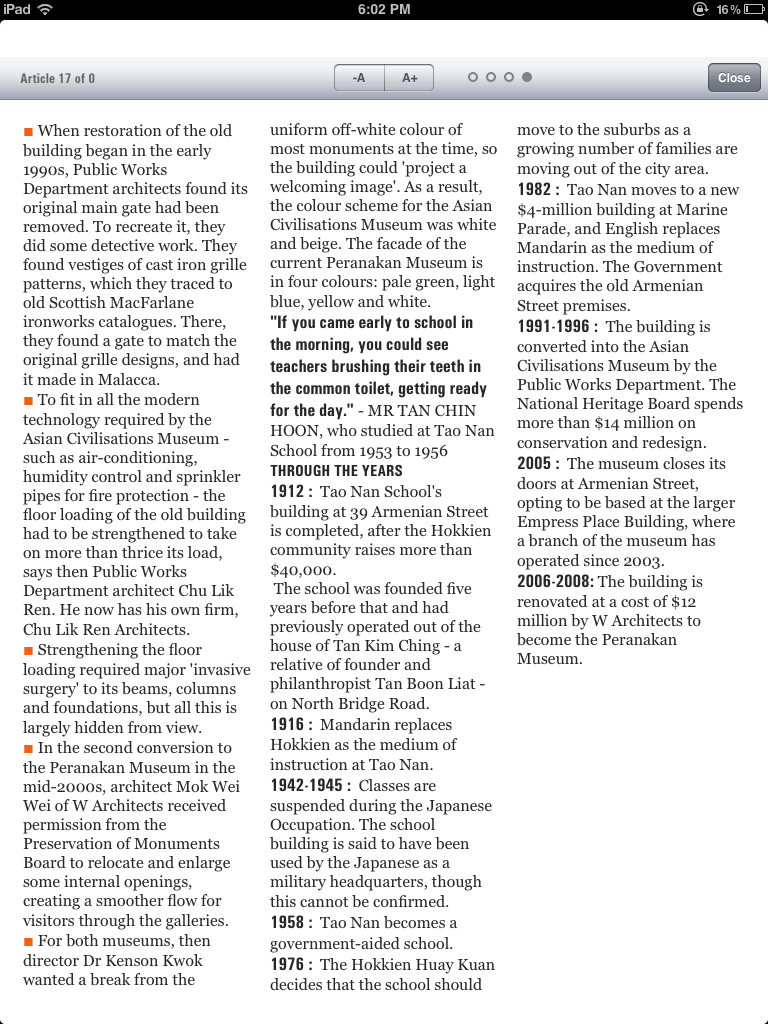 iPad 6:02 PM 16%
Article 17 of 0 -A A+ Close
■ When restoration of the old
building began in the early
1990s, Public Works
Department architects found its
original main gate had been
removed. To recreate it, they
did some detective work. They
found vestiges of cast iron grille
patterns, which they traced to
old Scottish MacFarlane
ironworks catalogues. There,
they found a gate to match the
original grille designs, and had
it made in Malacca.
■ To fit in all the modern
technology required by the
Asian Civilisations Museum -
such as air-conditioning,
humidity control and sprinkler
pipes for fire protection - the
floor loading of the old building
had to be strengthened to take
on more than thrice its load,
says then Public Works
Department architect Chu Lik
Ren. He now has his own firm,
Chu Lik Ren Architects.
■ Strengthening the floor
loading required major 'invasive
surgery' to its beams, columns
and foundations, but all this is
largely hidden from view.
■ In the second conversion to
the Peranakan Museum in the
mid-2000s, architect Mok Wei
Wei of W Architects received
permission from the
Preservation of Monuments
Board to relocate and enlarge
some internal openings,
creating a smoother flow for
visitors through the galleries.
■ For both museums, then
director Dr Kenson Kwok
wanted a break from the
uniform off-white colour of
most monuments at the time, so
the building could 'project a
welcoming image'. As a result,
the colour scheme for the Asian
Civilisations Museum was white
and beige. The facade of the
current Peranakan Museum is
in four colours: pale green, light
blue, yellow and white.
"If you came early to school in
the morning, you could see
teachers brushing their teeth in
the common toilet, getting ready
for the day." - MR TAN CHIN
HOON, who studied at Tao Nan
School from 1953 to 1956
THROUGH THE YEARS
1912 : Tao Nan School's
building at 39 Armenian Street
is completed, after the Hokkien
community raises more than
$40,000.
The school was founded five
years before that and had
previously operated out of the
house of Tan Kim Ching - a
relative of founder and
philanthropist Tan Boon Liat -
on North Bridge Road.
1916 : Mandarin replaces
Hokkien as the medium of
instruction at Tao Nan.
1942-1945 : Classes are
suspended during the Japanese
Occupation. The school
building is said to have been
used by the Japanese as a
military headquarters, though
this cannot be confirmed.
1958 : Tao Nan becomes a
government-aided school.
1976 : The Hokkien Huay Kuan
decides that the school should
move to the suburbs as a
growing number of families are
moving out of the city area.
1982 : Tao Nan moves to a new
$4-million building at Marine
Parade, and English replaces
Mandarin as the medium of
instruction. The Government
acquires the old Armenian
Street premises.
1991-1996 : The building is
converted into the Asian
Civilisations Museum by the
Public Works Department. The
National Heritage Board spends
more than $14 million on
conservation and redesign.
2005 : The museum closes its
doors at Armenian Street,
opting to be based at the larger
Empress Place Building, where
a branch of the museum has
operated since 2003.
2006-2008: The building is
renovated at a cost of $12
million by W Architects to
become the Peranakan
Museum.